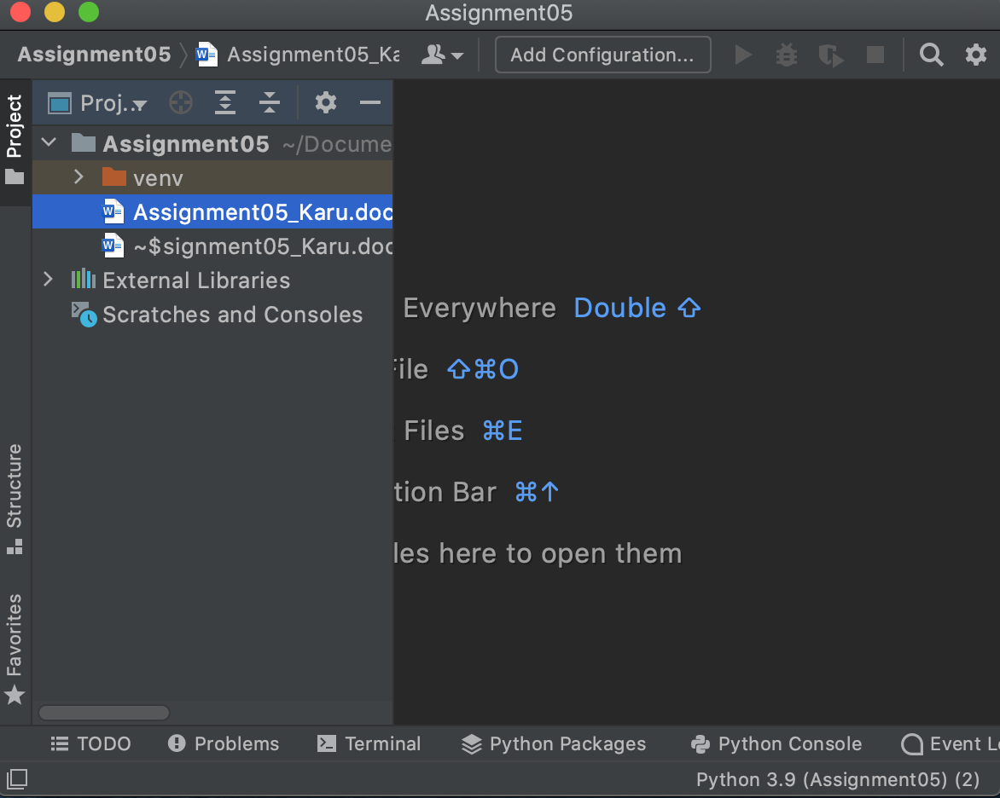 Assignment05
Assignment05
Assignment05_Ka
Add Configuration...
Project
Proj...
Assignment05 ~/Docume
venv
Assignment05_Karu.doc
~$signment05_Karu.doc
External Libraries
Scratches and Consoles
Everywhere Double ⇧
File ⇧⌘O
Files ⌘E
tion Bar ⌘↑
les here to open them
Structure
Favorites
TODO
Problems
Terminal
Python Packages
Python Console
Event L
Python 3.9 (Assignment05) (2)